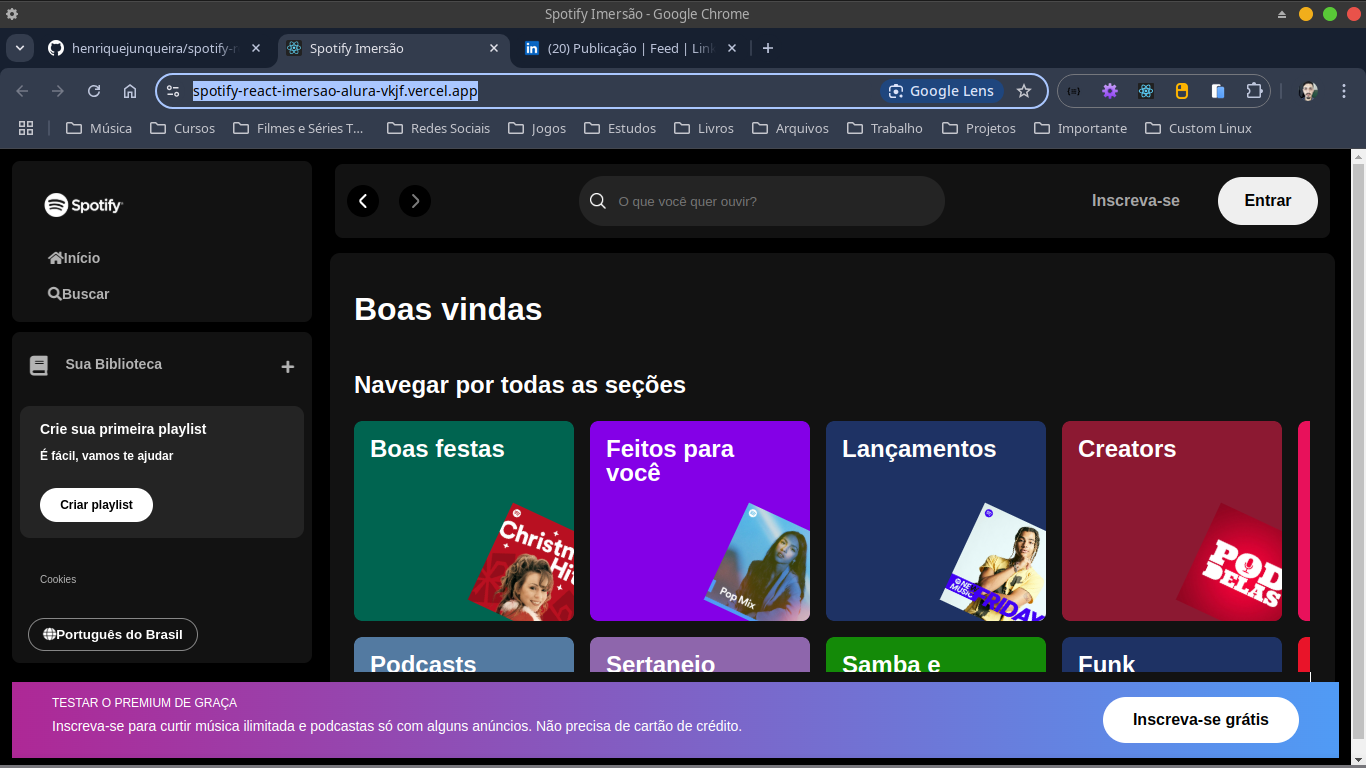 Spotify Imersão - Google Chrome
henriquejunqueira/spotify-r
Spotify Imersão
(20) Publicação | Feed | Lin
spotify-react-imersao-alura-vkjf.vercel.app
Google Lens
Música
Cursos
Filmes e Séries T...
Redes Sociais
Jogos
Estudos
Livros
Arquivos
Trabalho
Projetos
Importante
Custom Linux
Spotify
Início
Buscar
Sua Biblioteca
Crie sua primeira playlist
É fácil, vamos te ajudar
Criar playlist
Cookies
Português do Brasil
O que você quer ouvir?
Inscreva-se
Entrar
Boas vindas
Navegar por todas as seções
Boas festas
Christm
Hit
Feitos para
você
Pop Mix
Lançamentos
NE
MUSIC
FRIDAY
Creators
POD
DELAS
Podcasts
Sertanejo
Samba e
Funk
TESTAR O PREMIUM DE GRAÇA
Inscreva-se para curtir música ilimitada e podcastas só com alguns anúncios. Não precisa de cartão de crédito.
Inscreva-se grátis